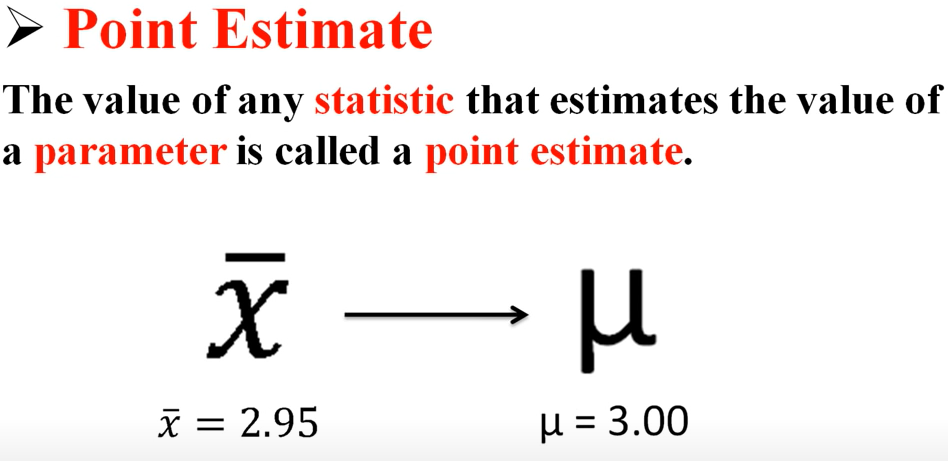 ➢ Point Estimate
The value of any statistic that estimates the value of
a parameter is called a point estimate.
x̄ ⟶ μ
x̄ = 2.95 μ = 3.00